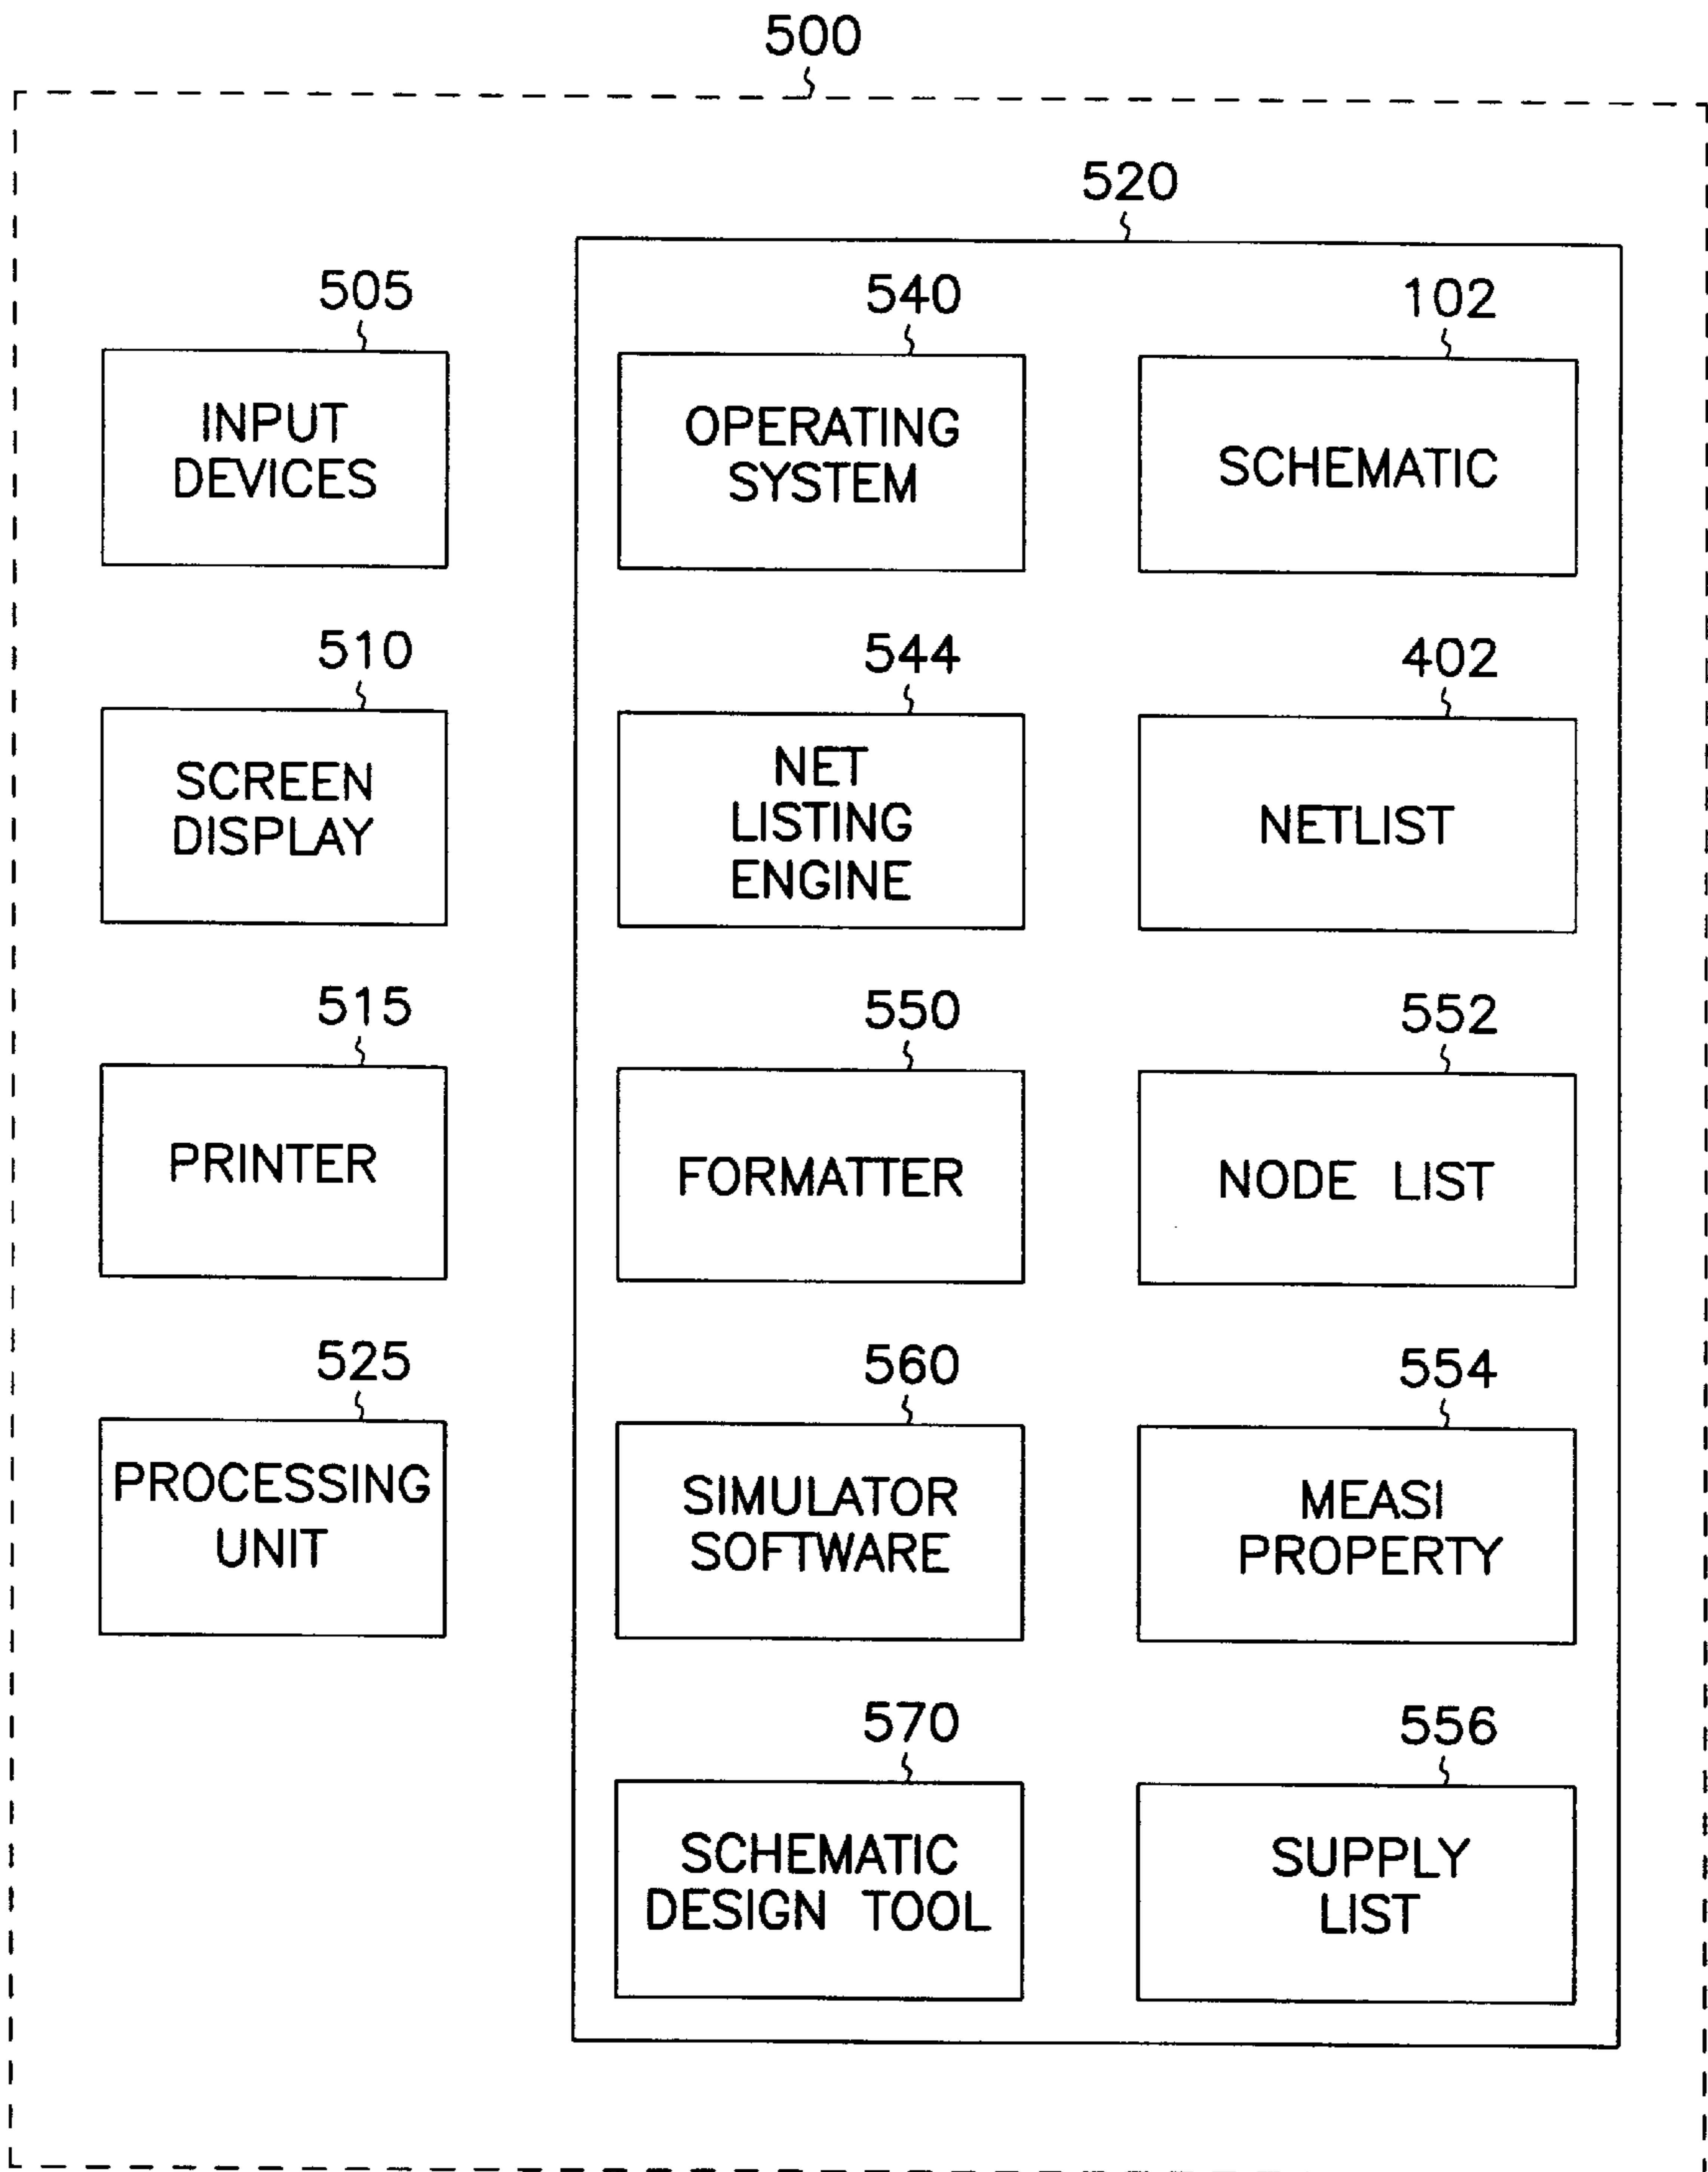 500
520
505
540
102
INPUT
DEVICES
OPERATING
SYSTEM
SCHEMATIC
510
544
402
SCREEN
DISPLAY
NET
LISTING
ENGINE
NETLIST
515
550
552
PRINTER
FORMATTER
NODE LIST
525
560
554
PROCESSING
UNIT
SIMULATOR
SOFTWARE
MEASI
PROPERTY
570
556
SCHEMATIC
DESIGN TOOL
SUPPLY
LIST